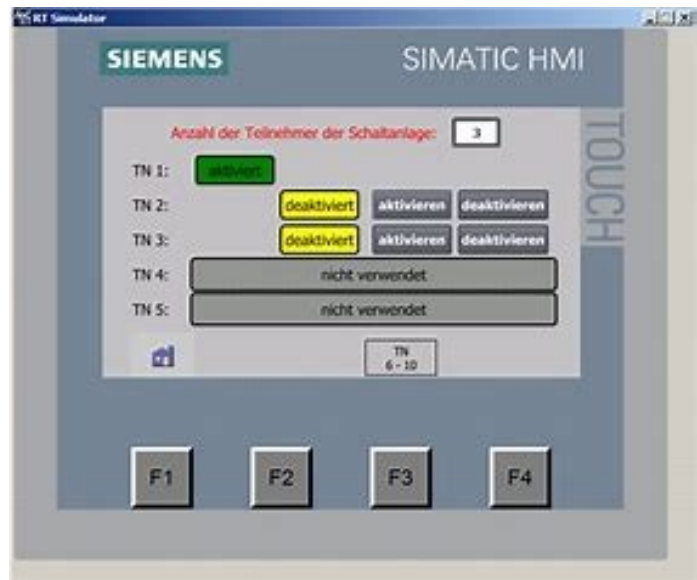 RT Simulator
SIEMENS
SIMATIC HMI
TOUCH
Anzahl der Teilnehmer der Schaltanlage: 3
TN 1: aktiviert
TN 2: deaktiviert aktivieren deaktivieren
TN 3: deaktiviert aktivieren deaktivieren
TN 4: nicht verwendet
TN 5: nicht verwendet
TN
6 - 10
F1 F2 F3 F4